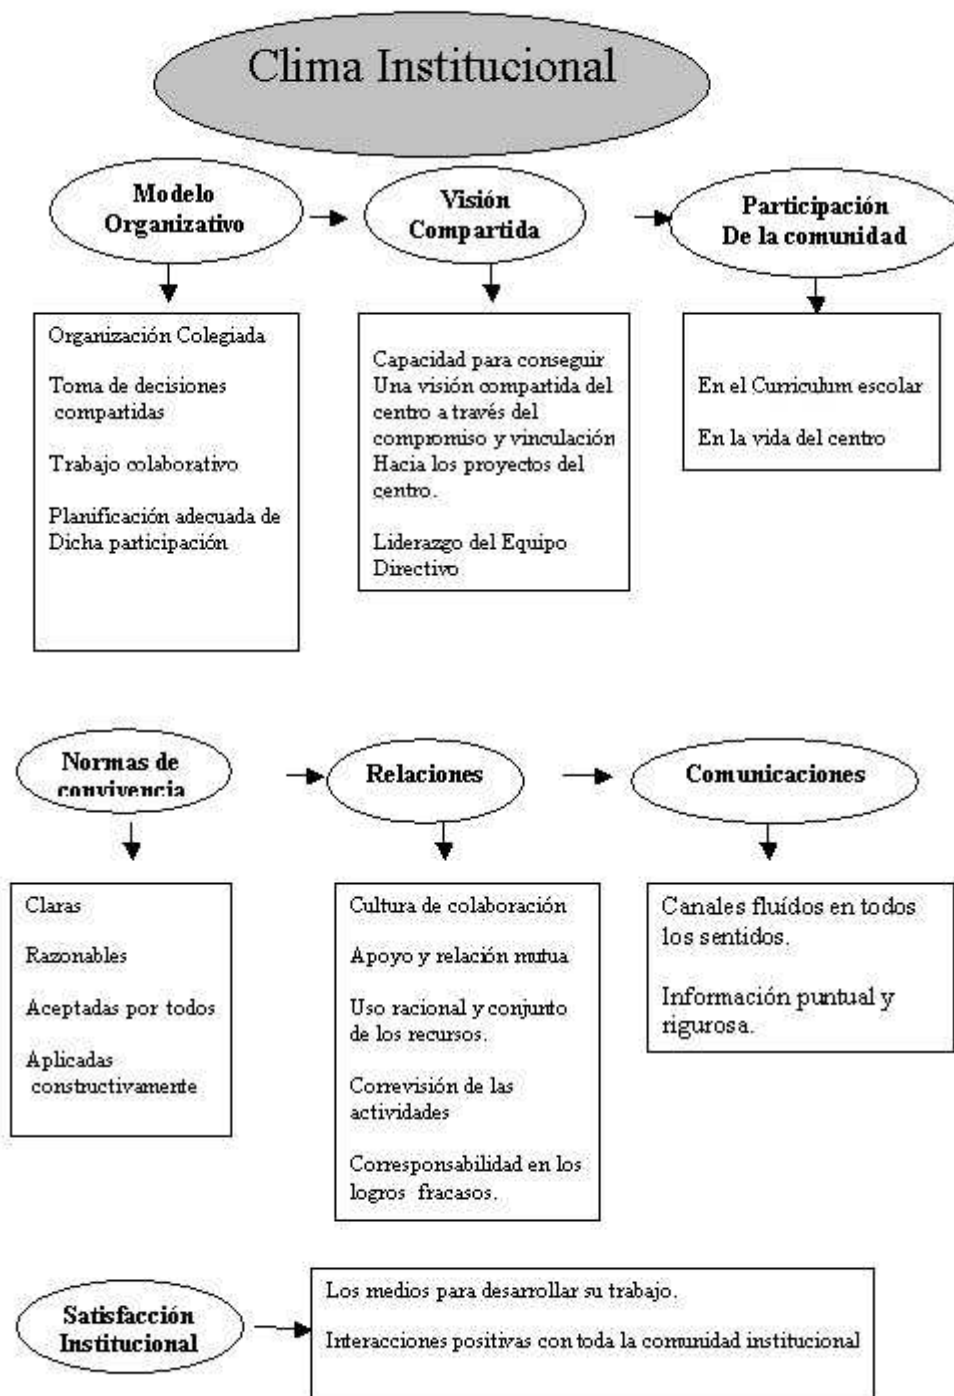 Clima Institucional
Modelo
Organizativo
Visión
Compartida
Participación
De la comunidad
Organización Colegiada
Toma de decisiones
compartidas
Trabajo colaborativo
Planificación adecuada de
Dicha participación
Capacidad para conseguir
Una visión compartida del
centro a través del
compromiso y vinculación
Hacia los proyectos del
centro.
Liderazgo del Equipo
Directivo
En el Curriculum escolar
En la vida del centro
Normas de
convivencia
Relaciones
Comunicaciones
Claras
Razonables
Aceptadas por todos
Aplicadas
constructivamente
Cultura de colaboración
Apoyo y relación mutua
Uso racional y conjunto
de los recursos.
Correvisión de las
actividades
Corresponsabilidad en los
logros fracasos.
Canales fluídos en todos
los sentidos.
Información puntual y
rigurosa.
Satisfacción
Institucional
Los medios para desarrollar su trabajo.
Interacciones positivas con toda la comunidad institucional